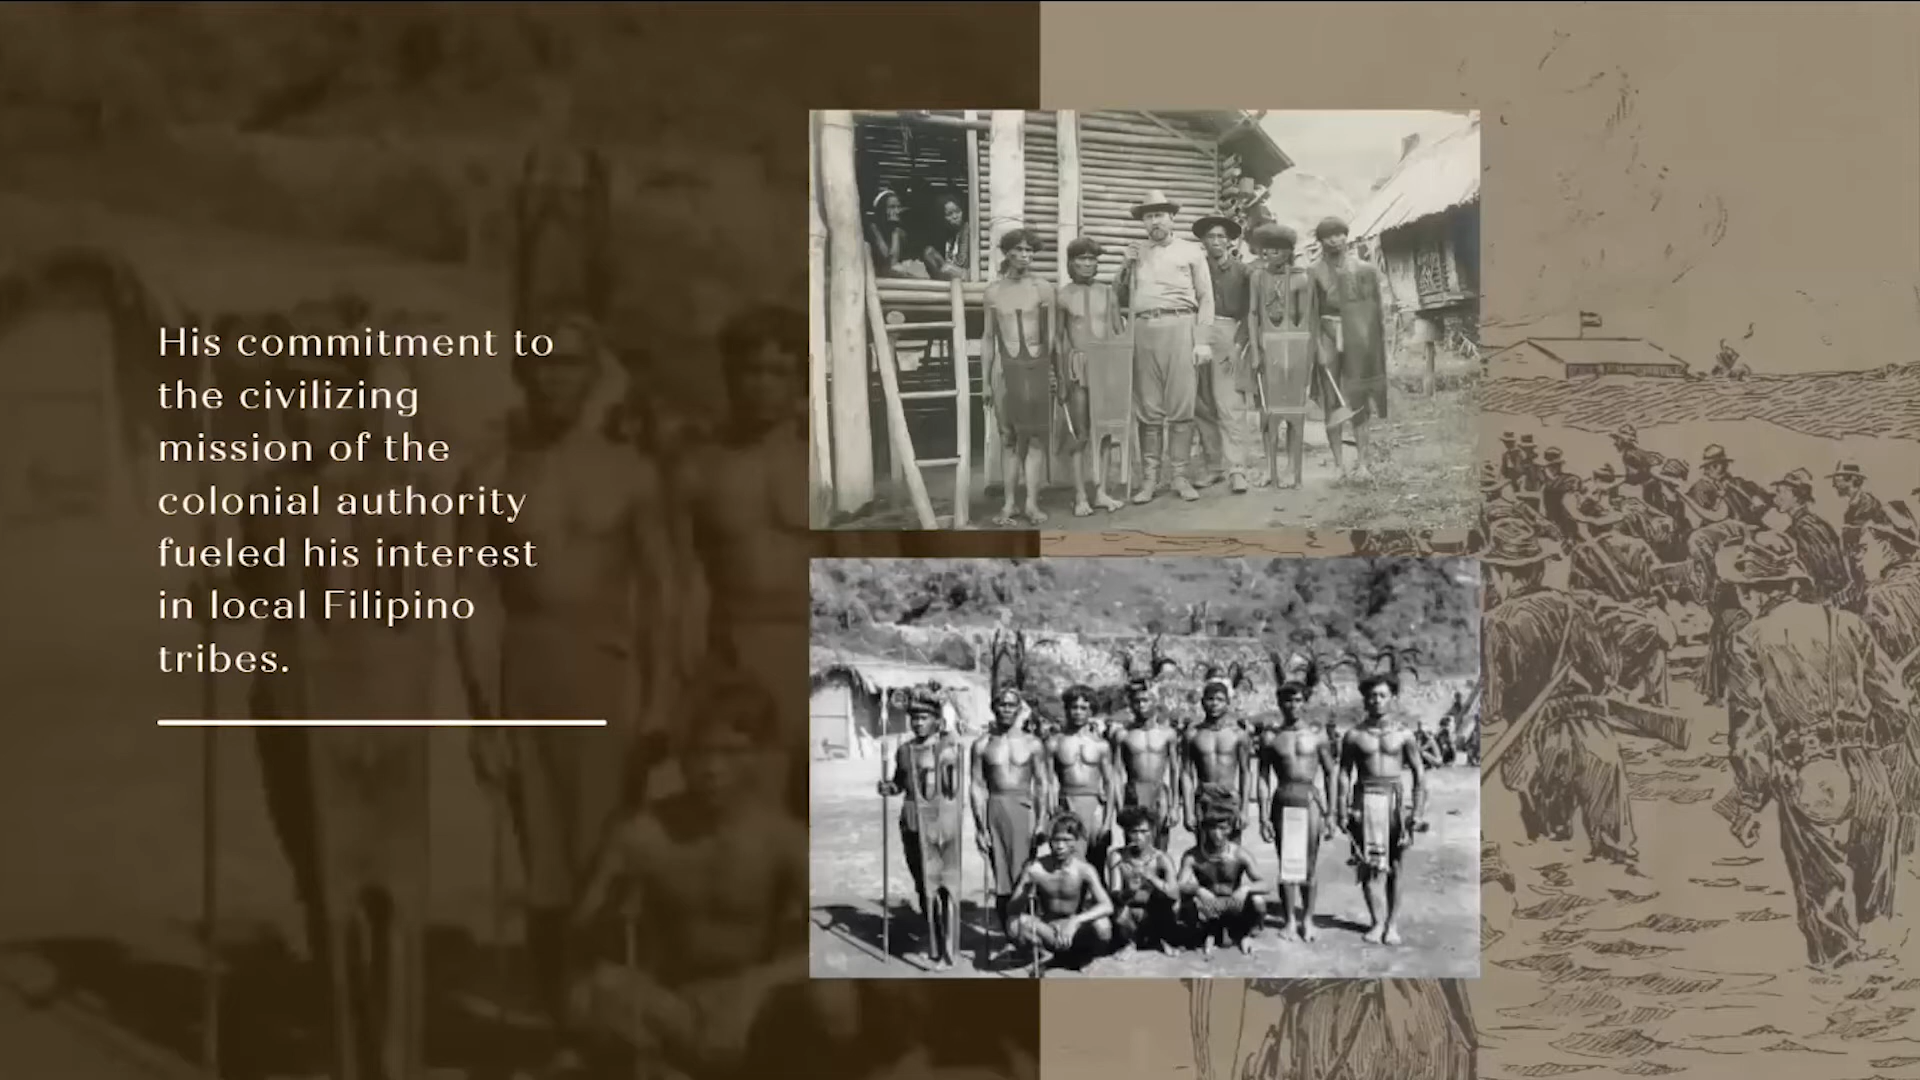 His commitment to
the civilizing
mission of the
colonial authority
fueled his interest
in local Filipino
tribes.